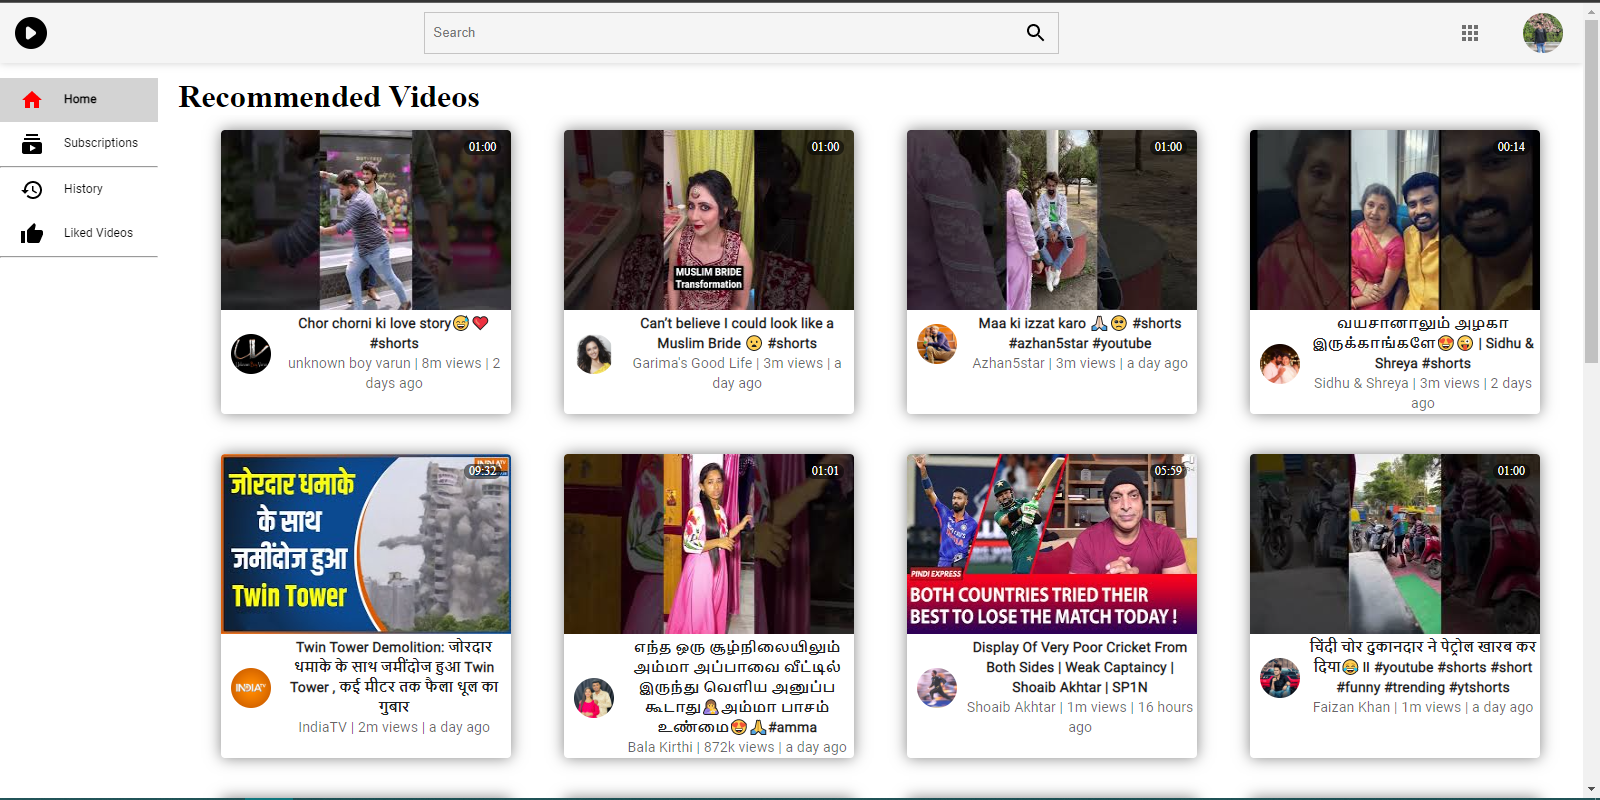 Search
Home
Subscriptions
History
Liked Videos
Recommended Videos
01:00
MUSLIM BRIDE
Transformation
01:00
01:00
00:14
Chor chorni ki love story😅❤️
#shorts
unknown boy varun | 8m views | 2
days ago
Can’t believe I could look like a
Muslim Bride 😧 #shorts
Garima's Good Life | 3m views | a
day ago
Maa ki izzat karo 🙏🥺 #shorts
#azhan5star #youtube
Azhan5star | 3m views | a day ago
வயசானாலும் அழகா
இருக்காங்களே🤩😜 | Sidhu &
Shreya #shorts
Sidhu & Shreya | 3m views | 2 days
ago
09:32
जोरदार धमाके
के साथ
जमींदोज हुआ
Twin Tower
01:01
05:59
PINDI EXPRESS
BOTH COUNTRIES TRIED THEIR
BEST TO LOSE THE MATCH TODAY !
01:00
INDIA TV
Twin Tower Demolition: जोरदार
धमाके के साथ जमींदोज हुआ Twin
Tower , कई मीटर तक फैला धूल का
गुबार
IndiaTV | 2m views | a day ago
எந்த ஒரு சூழ்நிலையிலும்
அம்மா அப்பாவை வீட்டில்
இருந்து வெளிய அனுப்ப
கூடாது🤦அம்மா பாசம்
உண்மை🤩🙏#amma
Bala Kirthi | 872k views | a day ago
Display Of Very Poor Cricket From
Both Sides | Weak Captaincy |
Shoaib Akhtar | SP1N
Shoaib Akhtar | 1m views | 16 hours
ago
चिंदी चोर दुकानदार ने पेट्रोल खारब कर
दिया😂 II #youtube #shorts #short
#funny #trending #ytshorts
Faizan Khan | 1m views | a day ago